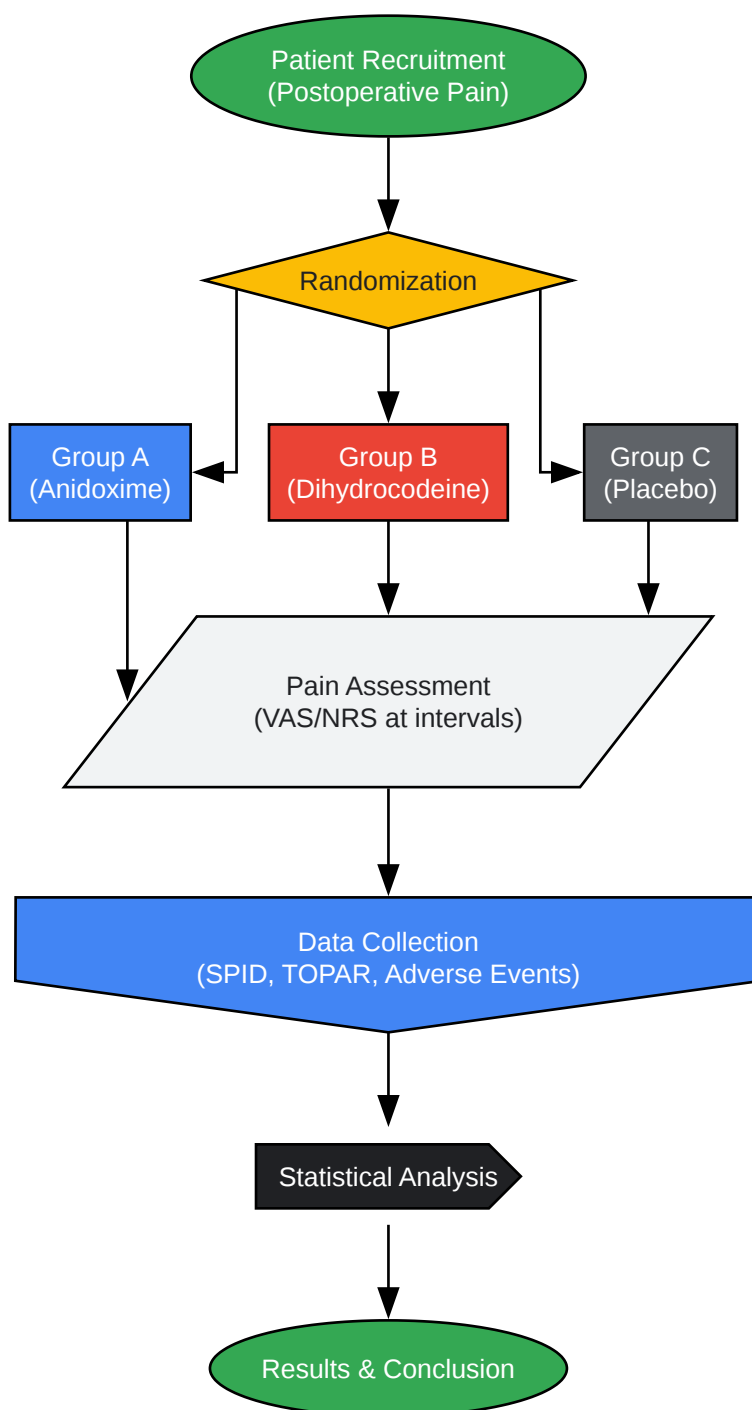 Patient Recruitment
(Postoperative Pain)
Randomization
Group A
(Anidoxime)
Group B
(Dihydrocodeine)
Group C
(Placebo)
Pain Assessment
(VAS/NRS at intervals)
Data Collection
(SPID, TOPAR, Adverse Events)
Statistical Analysis
Results & Conclusion